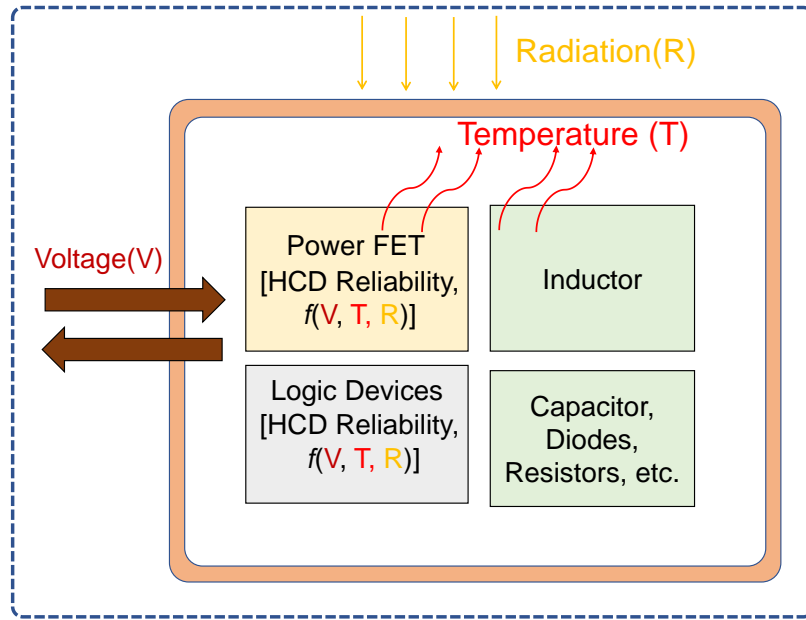 Radiation(R)
Temperature (T)
Voltage(V)
Power FET
[HCD Reliability,
f(V, T, R)]
Inductor
Logic Devices
[HCD Reliability,
f(V, T, R)]
Capacitor,
Diodes,
Resistors, etc.